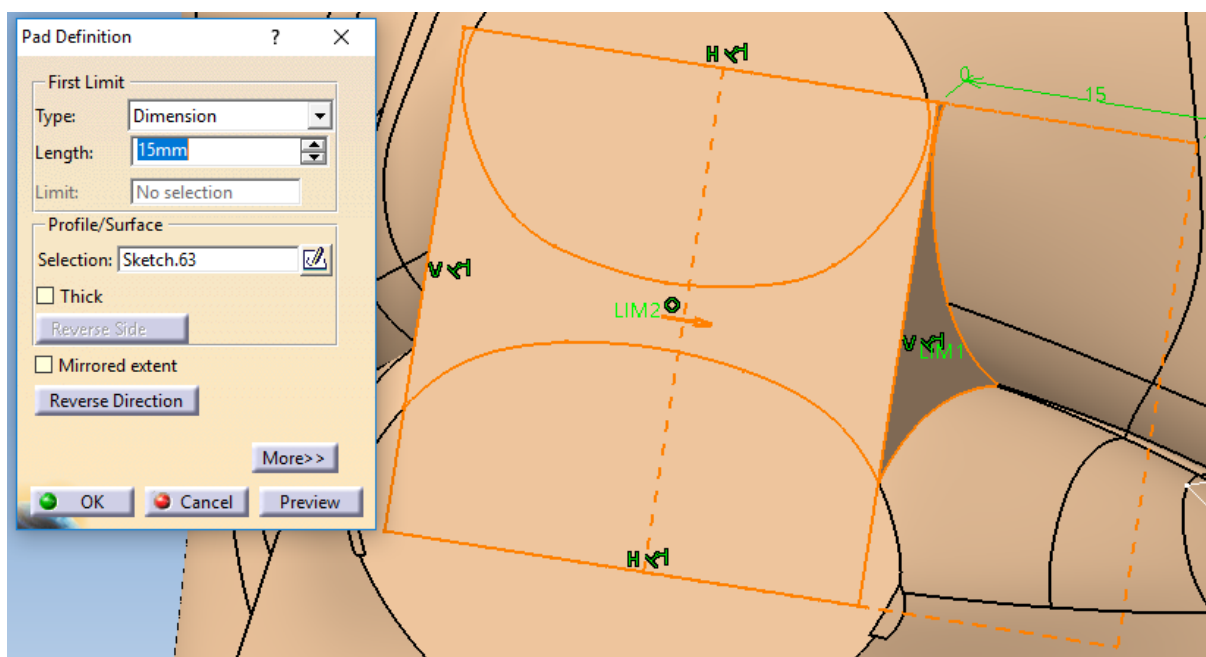 Pad Definition ? X
First Limit
Type: Dimension
Length: 15mm
Limit: No selection
Profile/Surface
Selection: Sketch.63
Thick
Reverse Side
Mirrored extent
Reverse Direction
More>>
OK Cancel Preview
H
0
15
V
LIM2
V
LIM1
H